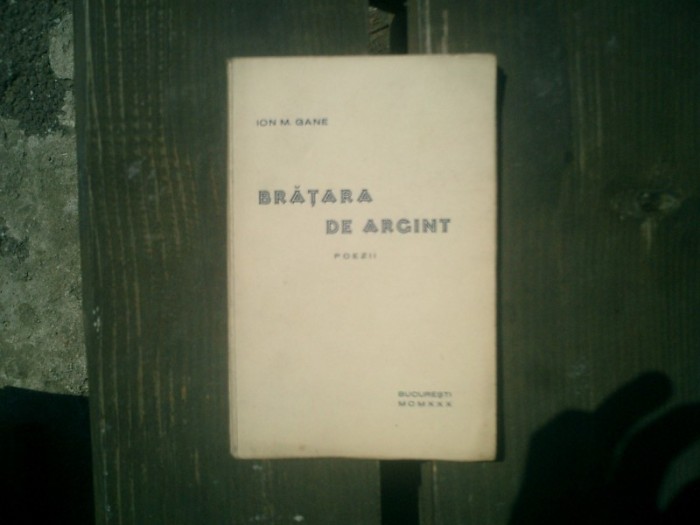 ION M. GANE
BRĂȚARA
DE ARGINT
POEZII
BUCUREȘTI
MCMXXX